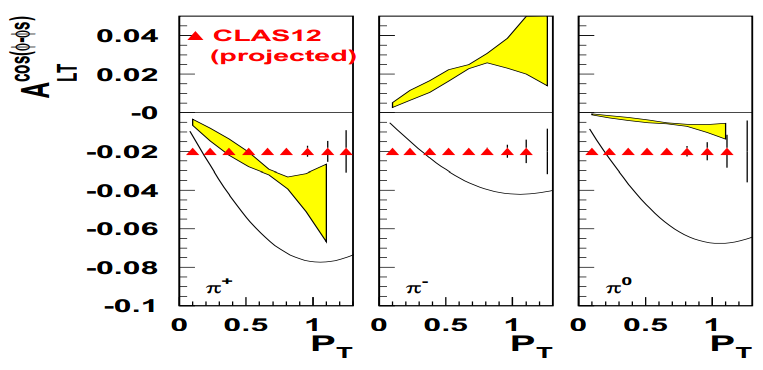 A cos(φ-φs) LT
0.04
0.02
-0
-0.02
-0.04
-0.06
-0.08
-0.1
CLAS12
(projected)
π+
π-
π0
0 0.5 1
0 0.5 1
0 0.5 1
PT
PT
PT